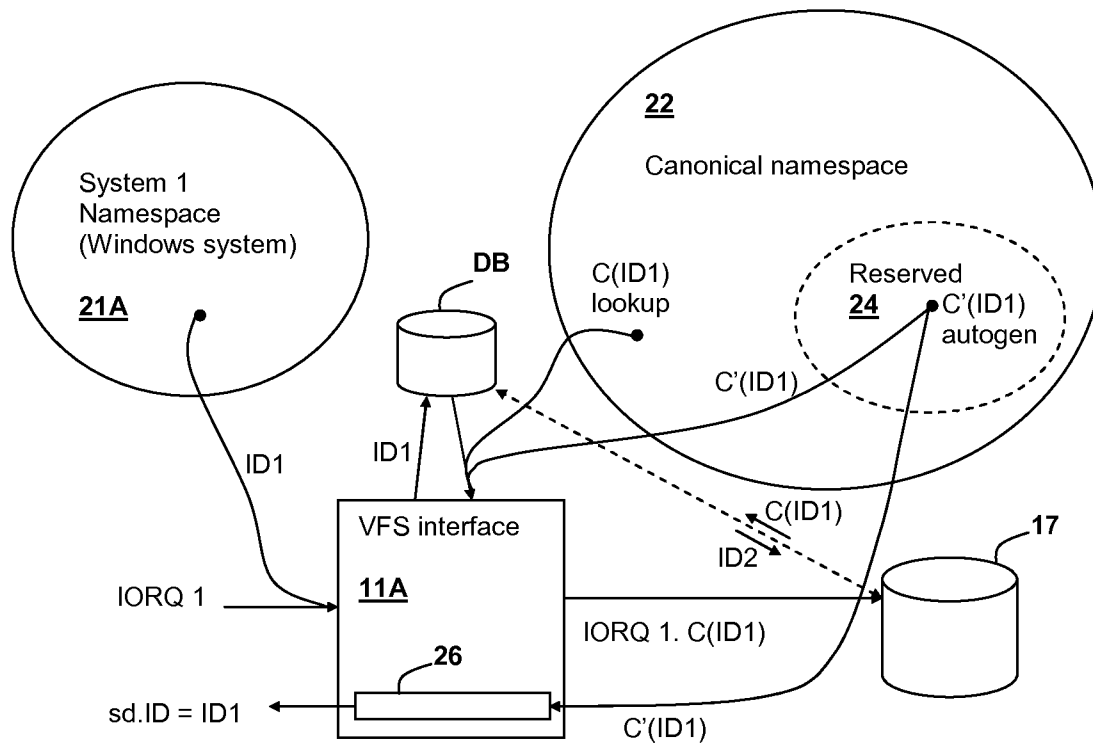 22
Canonical namespace
System 1
Namespace
(Windows system)
21A
DB
C(ID1)
lookup
Reserved
24
C'(ID1)
autogen
C'(ID1)
ID1
ID1
C(ID1)
ID2
17
VFS interface
11A
IORQ 1
IORQ 1. C(ID1)
26
sd.ID = ID1
C'(ID1)